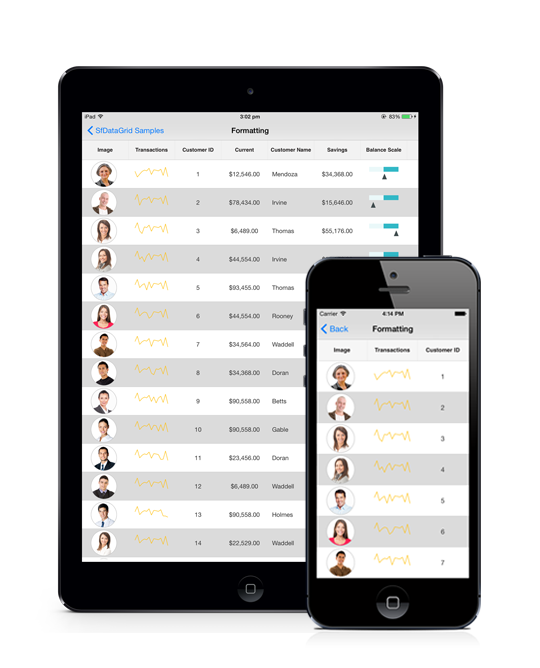 iPad 3:02 pm 83%
SfDataGrid Samples Formatting
Image Transactions Customer ID Current Customer Name Savings Balance Scale
1 $12,546.00 Mendoza $34,368.00
2 $78,434.00 Irvine $15,646.00
3 $6,489.00 Thomas $55,176.00
4 $44,554.00 Irvine
5 $93,455.00 Thomas
6 $44,554.00 Rooney
7 $34,564.00 Waddell
8 $34,368.00 Doran
9 $90,558.00 Betts
10 $90,558.00 Gable
11 $23,456.00 Doran
12 $6,489.00 Waddell
13 $90,558.00 Holmes
14 $22,529.00 Waddell
Carrier 4:14 PM
Back Formatting
Image Transactions Customer ID
1
2
3
4
5
6
7